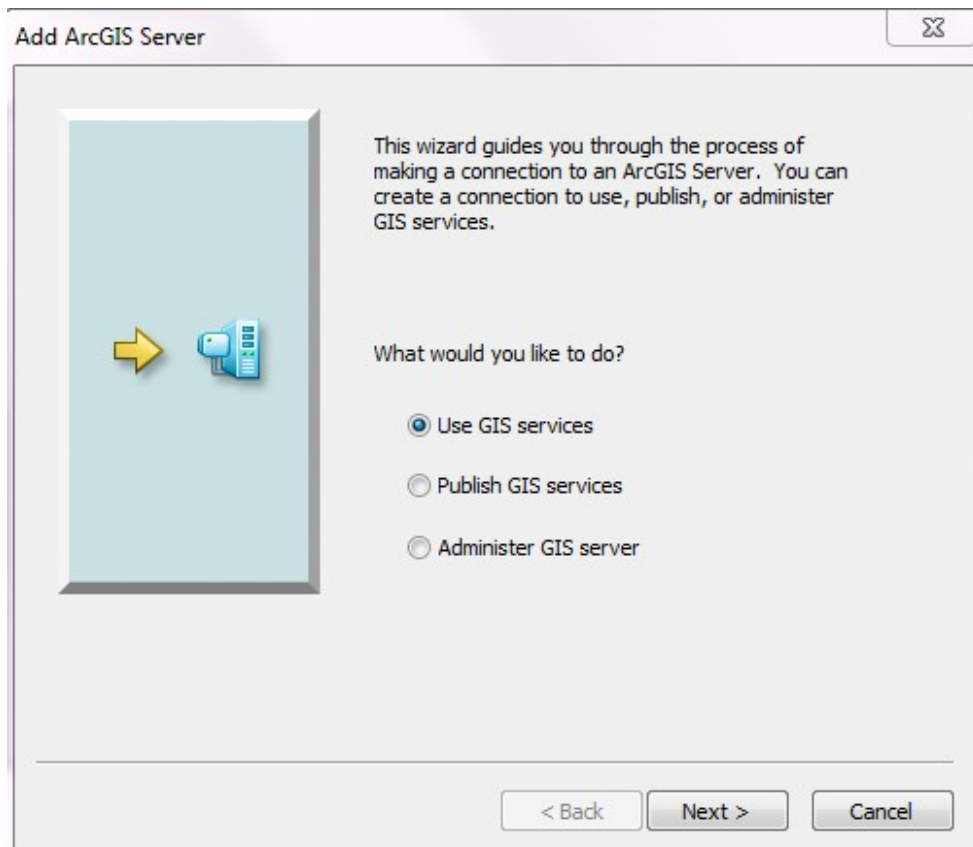 Add ArcGIS Server
This wizard guides you through the process of
making a connection to an ArcGIS Server.  You can
create a connection to use, publish, or administer
GIS services.
What would you like to do?
Use GIS services
Publish GIS services
Administer GIS server
< Back
Next >
Cancel